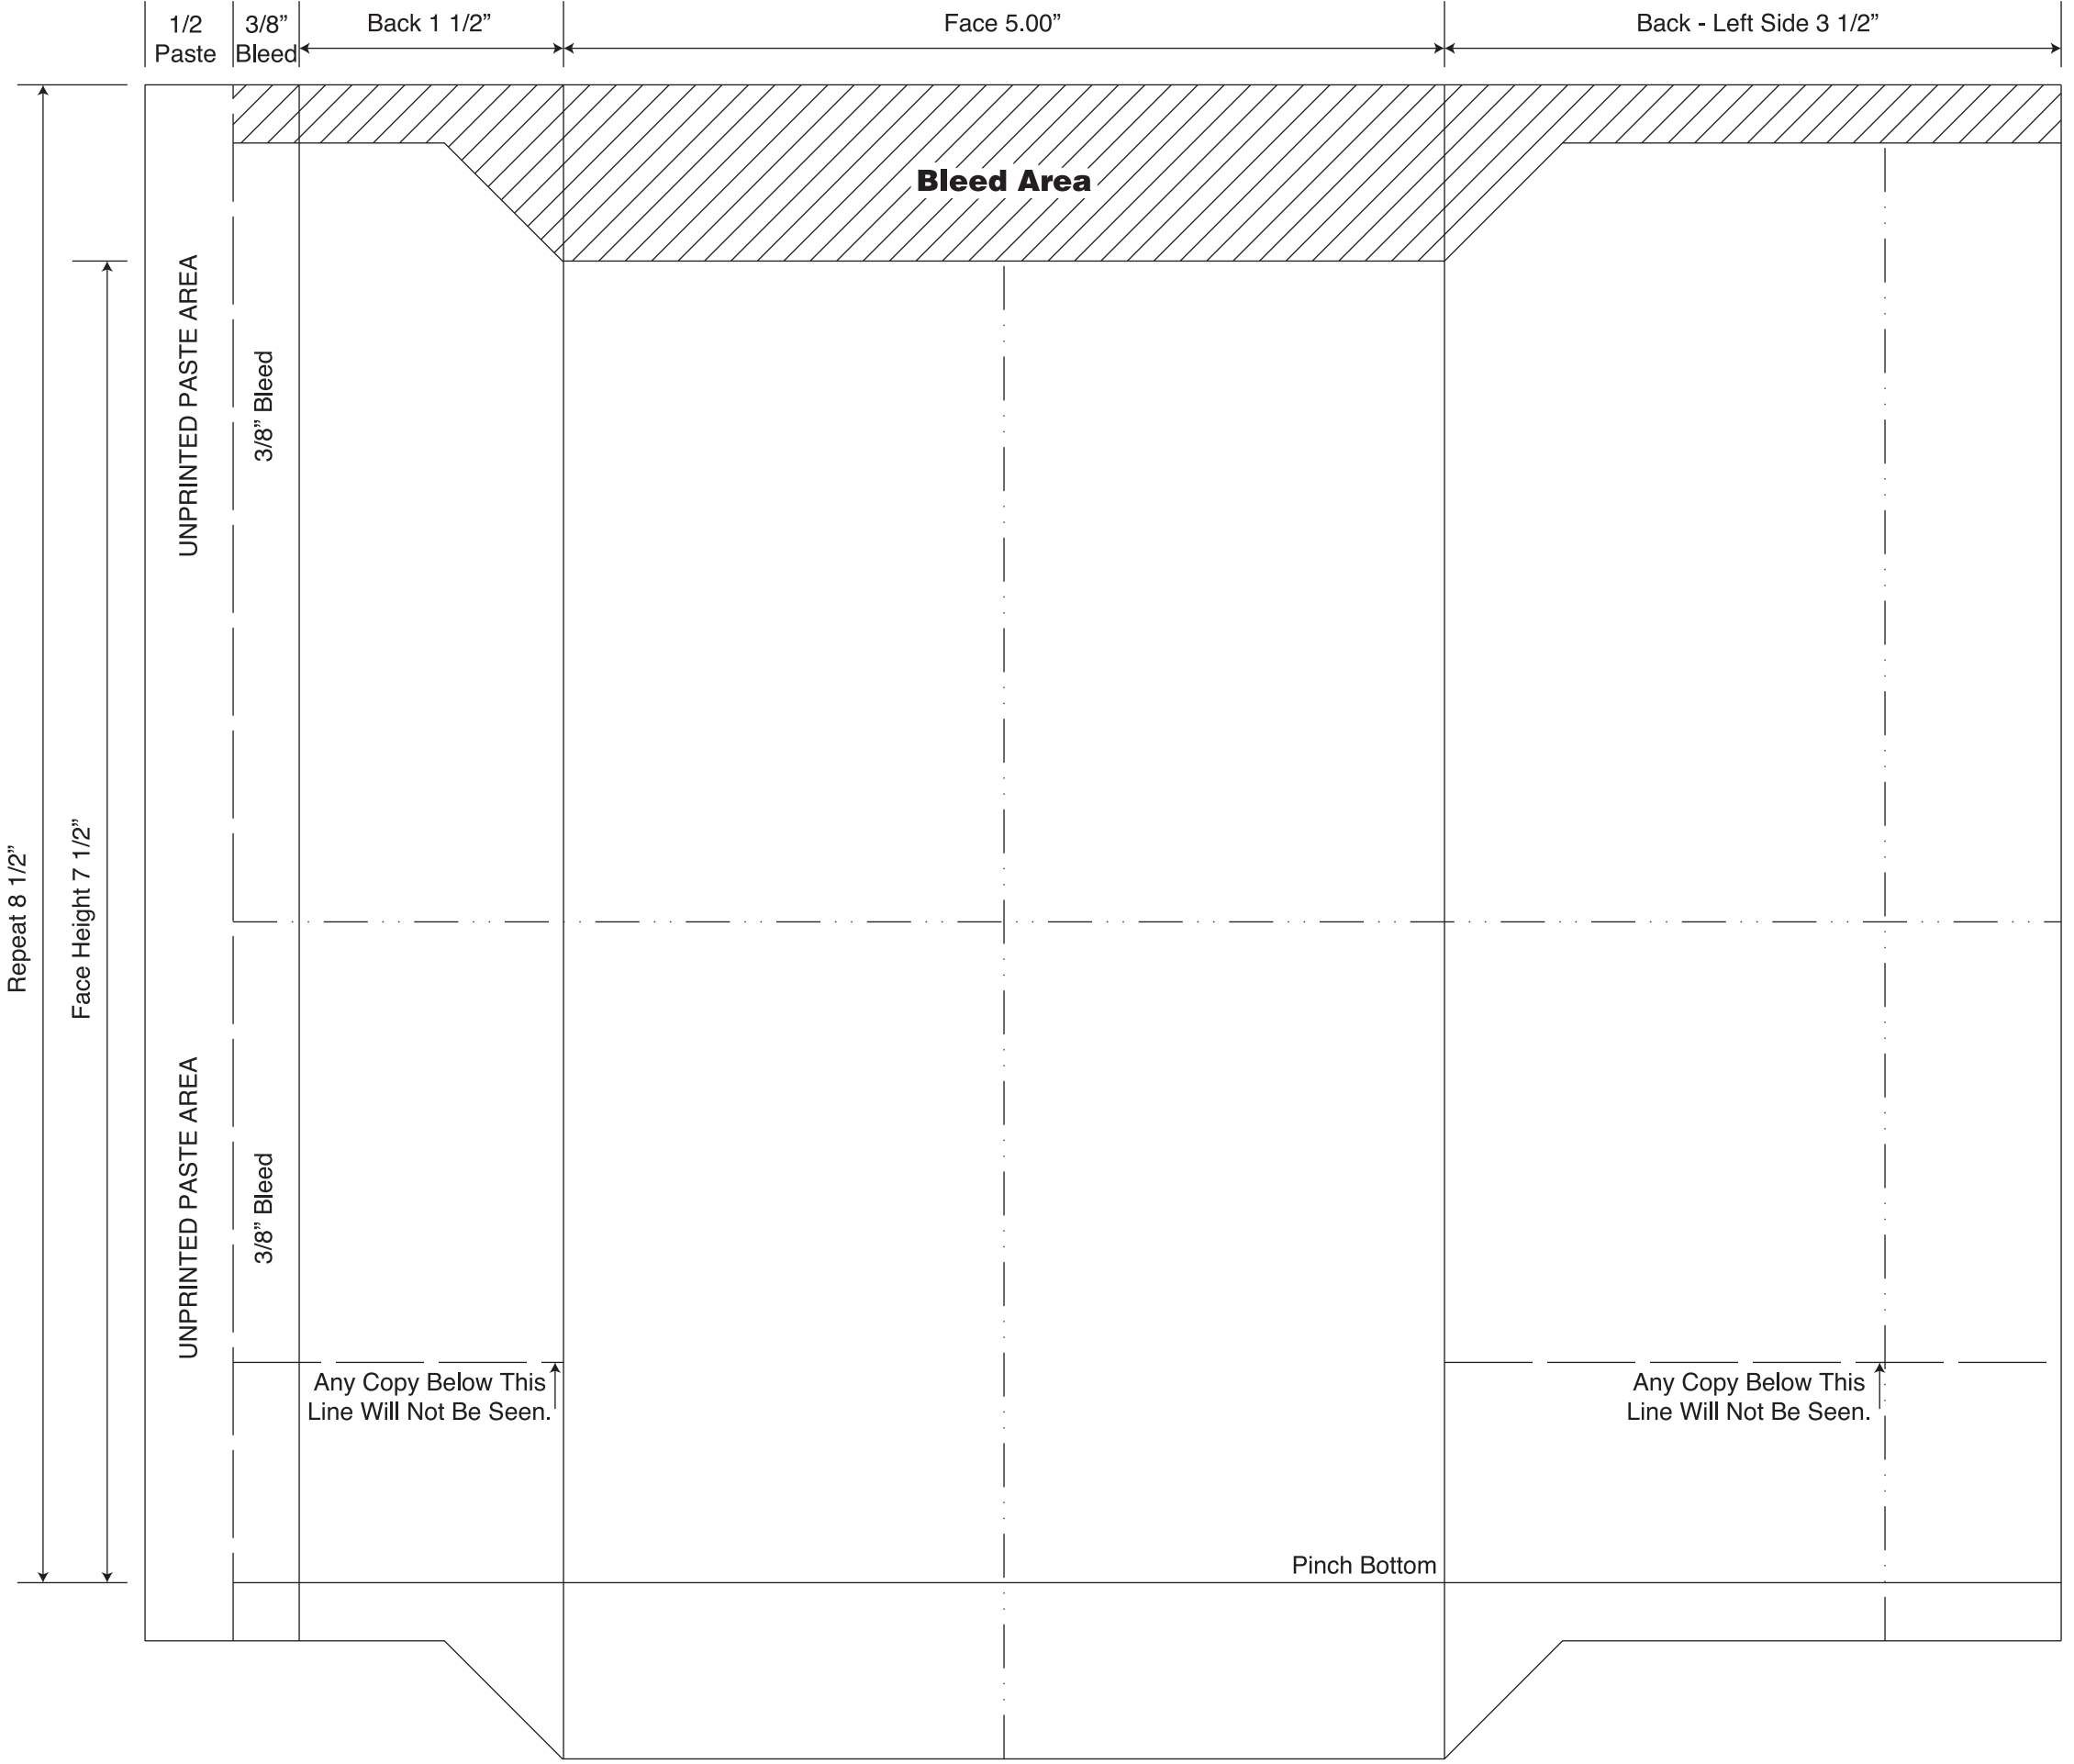 1/2
Paste
3/8”
Bleed
Back 1 1/2”
Face 5.00”
Back - Left Side 3 1/2”
Bleed Area
UNPRINTED PASTE AREA
3/8” Bleed
Repeat 8 1/2”
Face Height 7 1/2”
UNPRINTED PASTE AREA
3/8” Bleed
Any Copy Below This
Line Will Not Be Seen.
Any Copy Below This
Line Will Not Be Seen.
Pinch Bottom